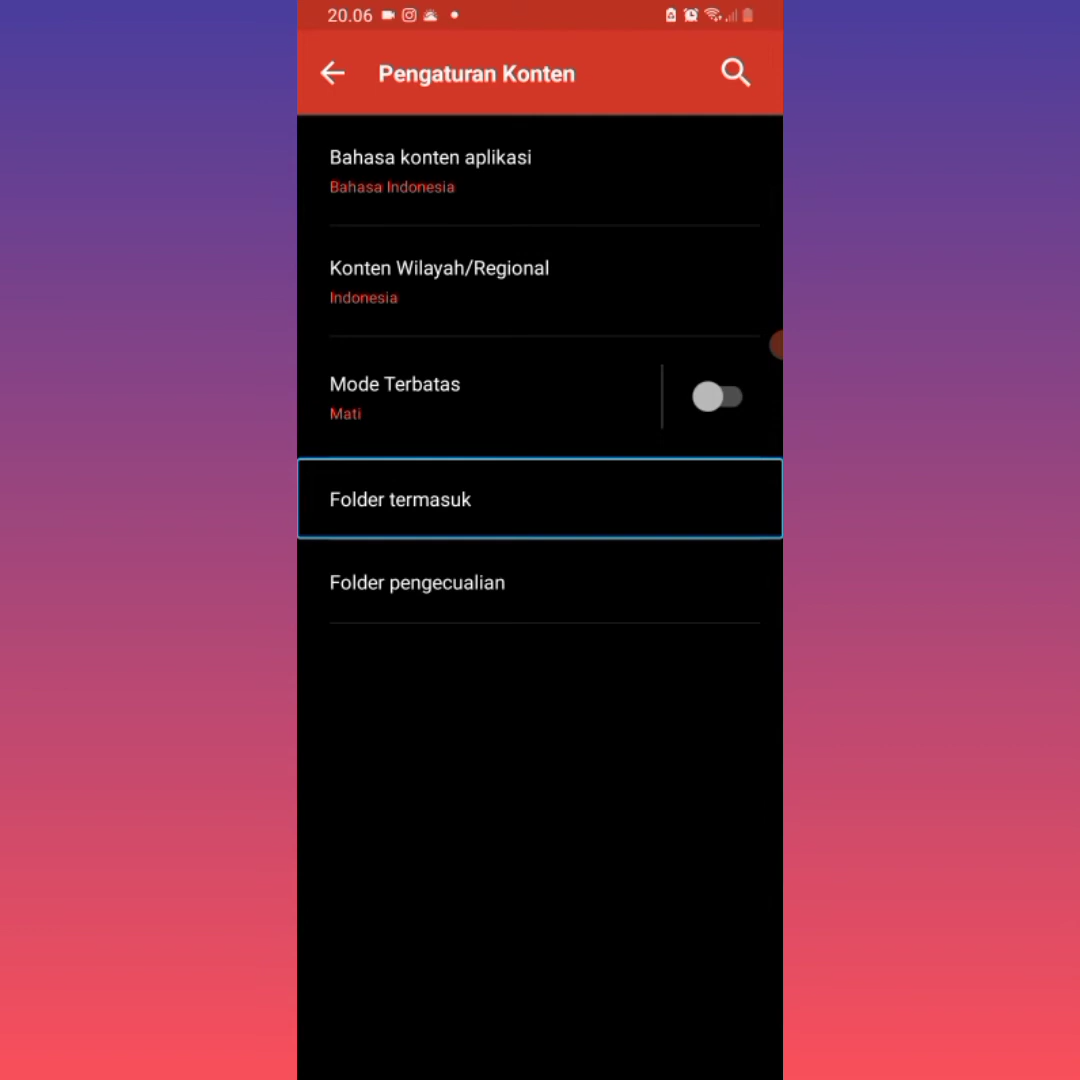 20.06
Pengaturan Konten
Bahasa konten aplikasi
Bahasa Indonesia
Konten Wilayah/Regional
Indonesia
Mode Terbatas
Mati
Folder termasuk
Folder pengecualian